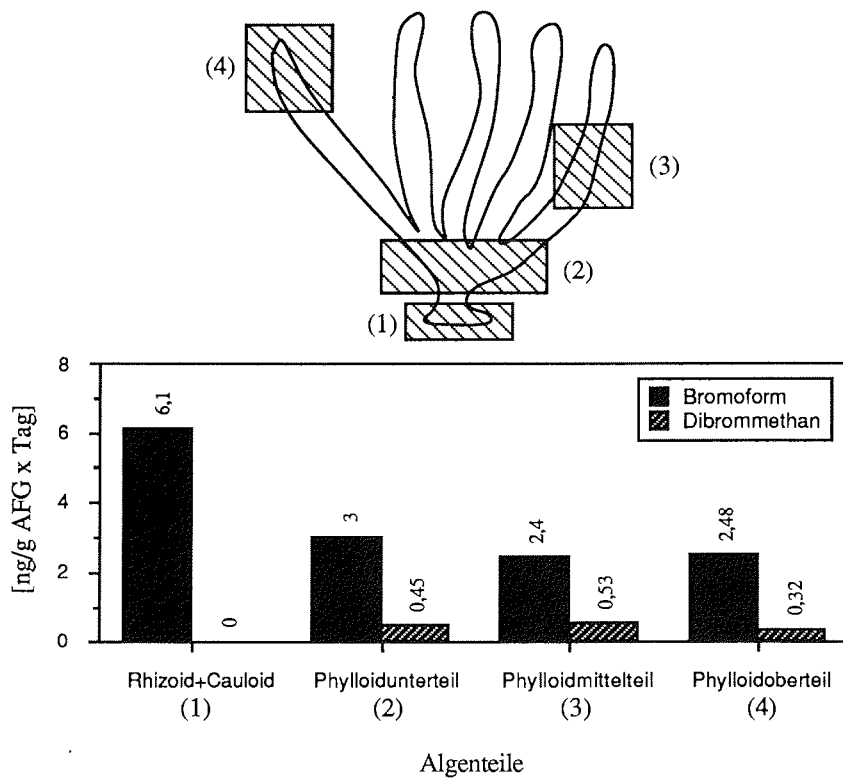 (4)
(3)
(2)
(1)
8
6
4
2
0
[ng/g AFG x Tag]
Bromoform
Dibrommethan
6,1
0
3
0,45
2,4
0,53
2,48
0,32
Rhizoid+Cauloid Phylloidunterteil Phylloidmittelteil Phylloidoberteil
(1) (2) (3) (4)
Algenteile